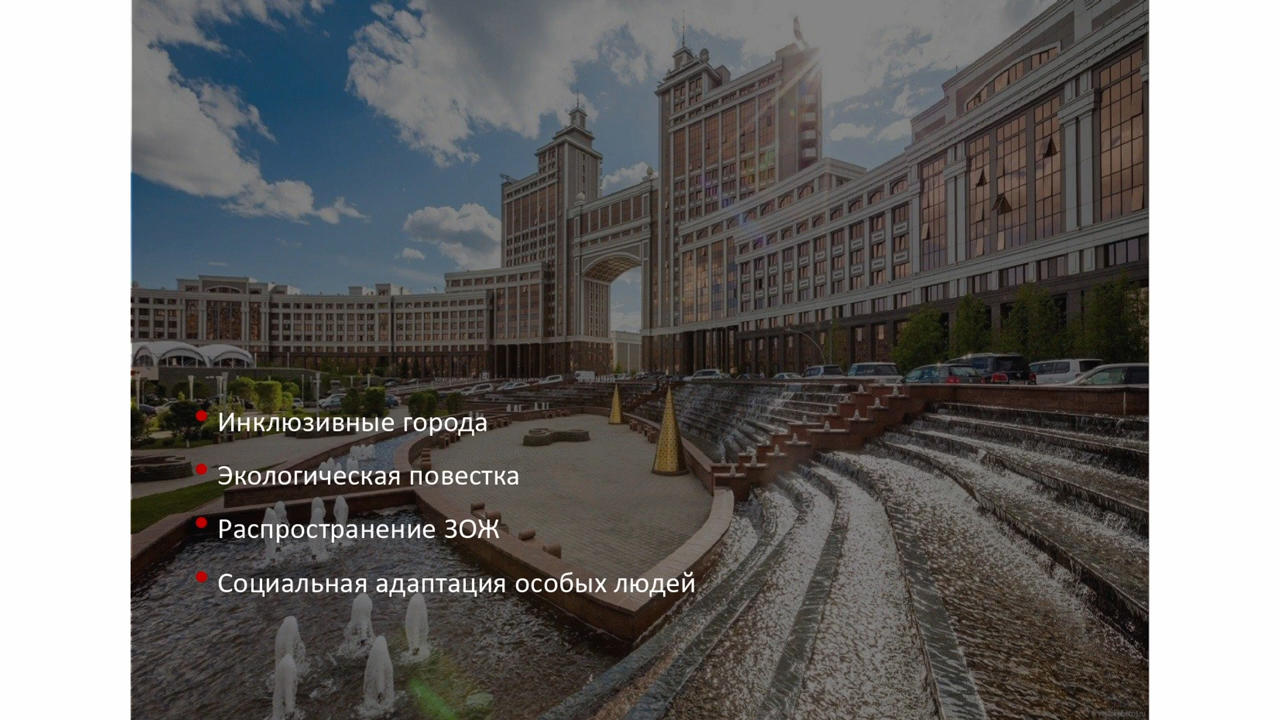 Инклюзивные города
Экологическая повестка
Распространение ЗОЖ
Социальная адаптация особых людей